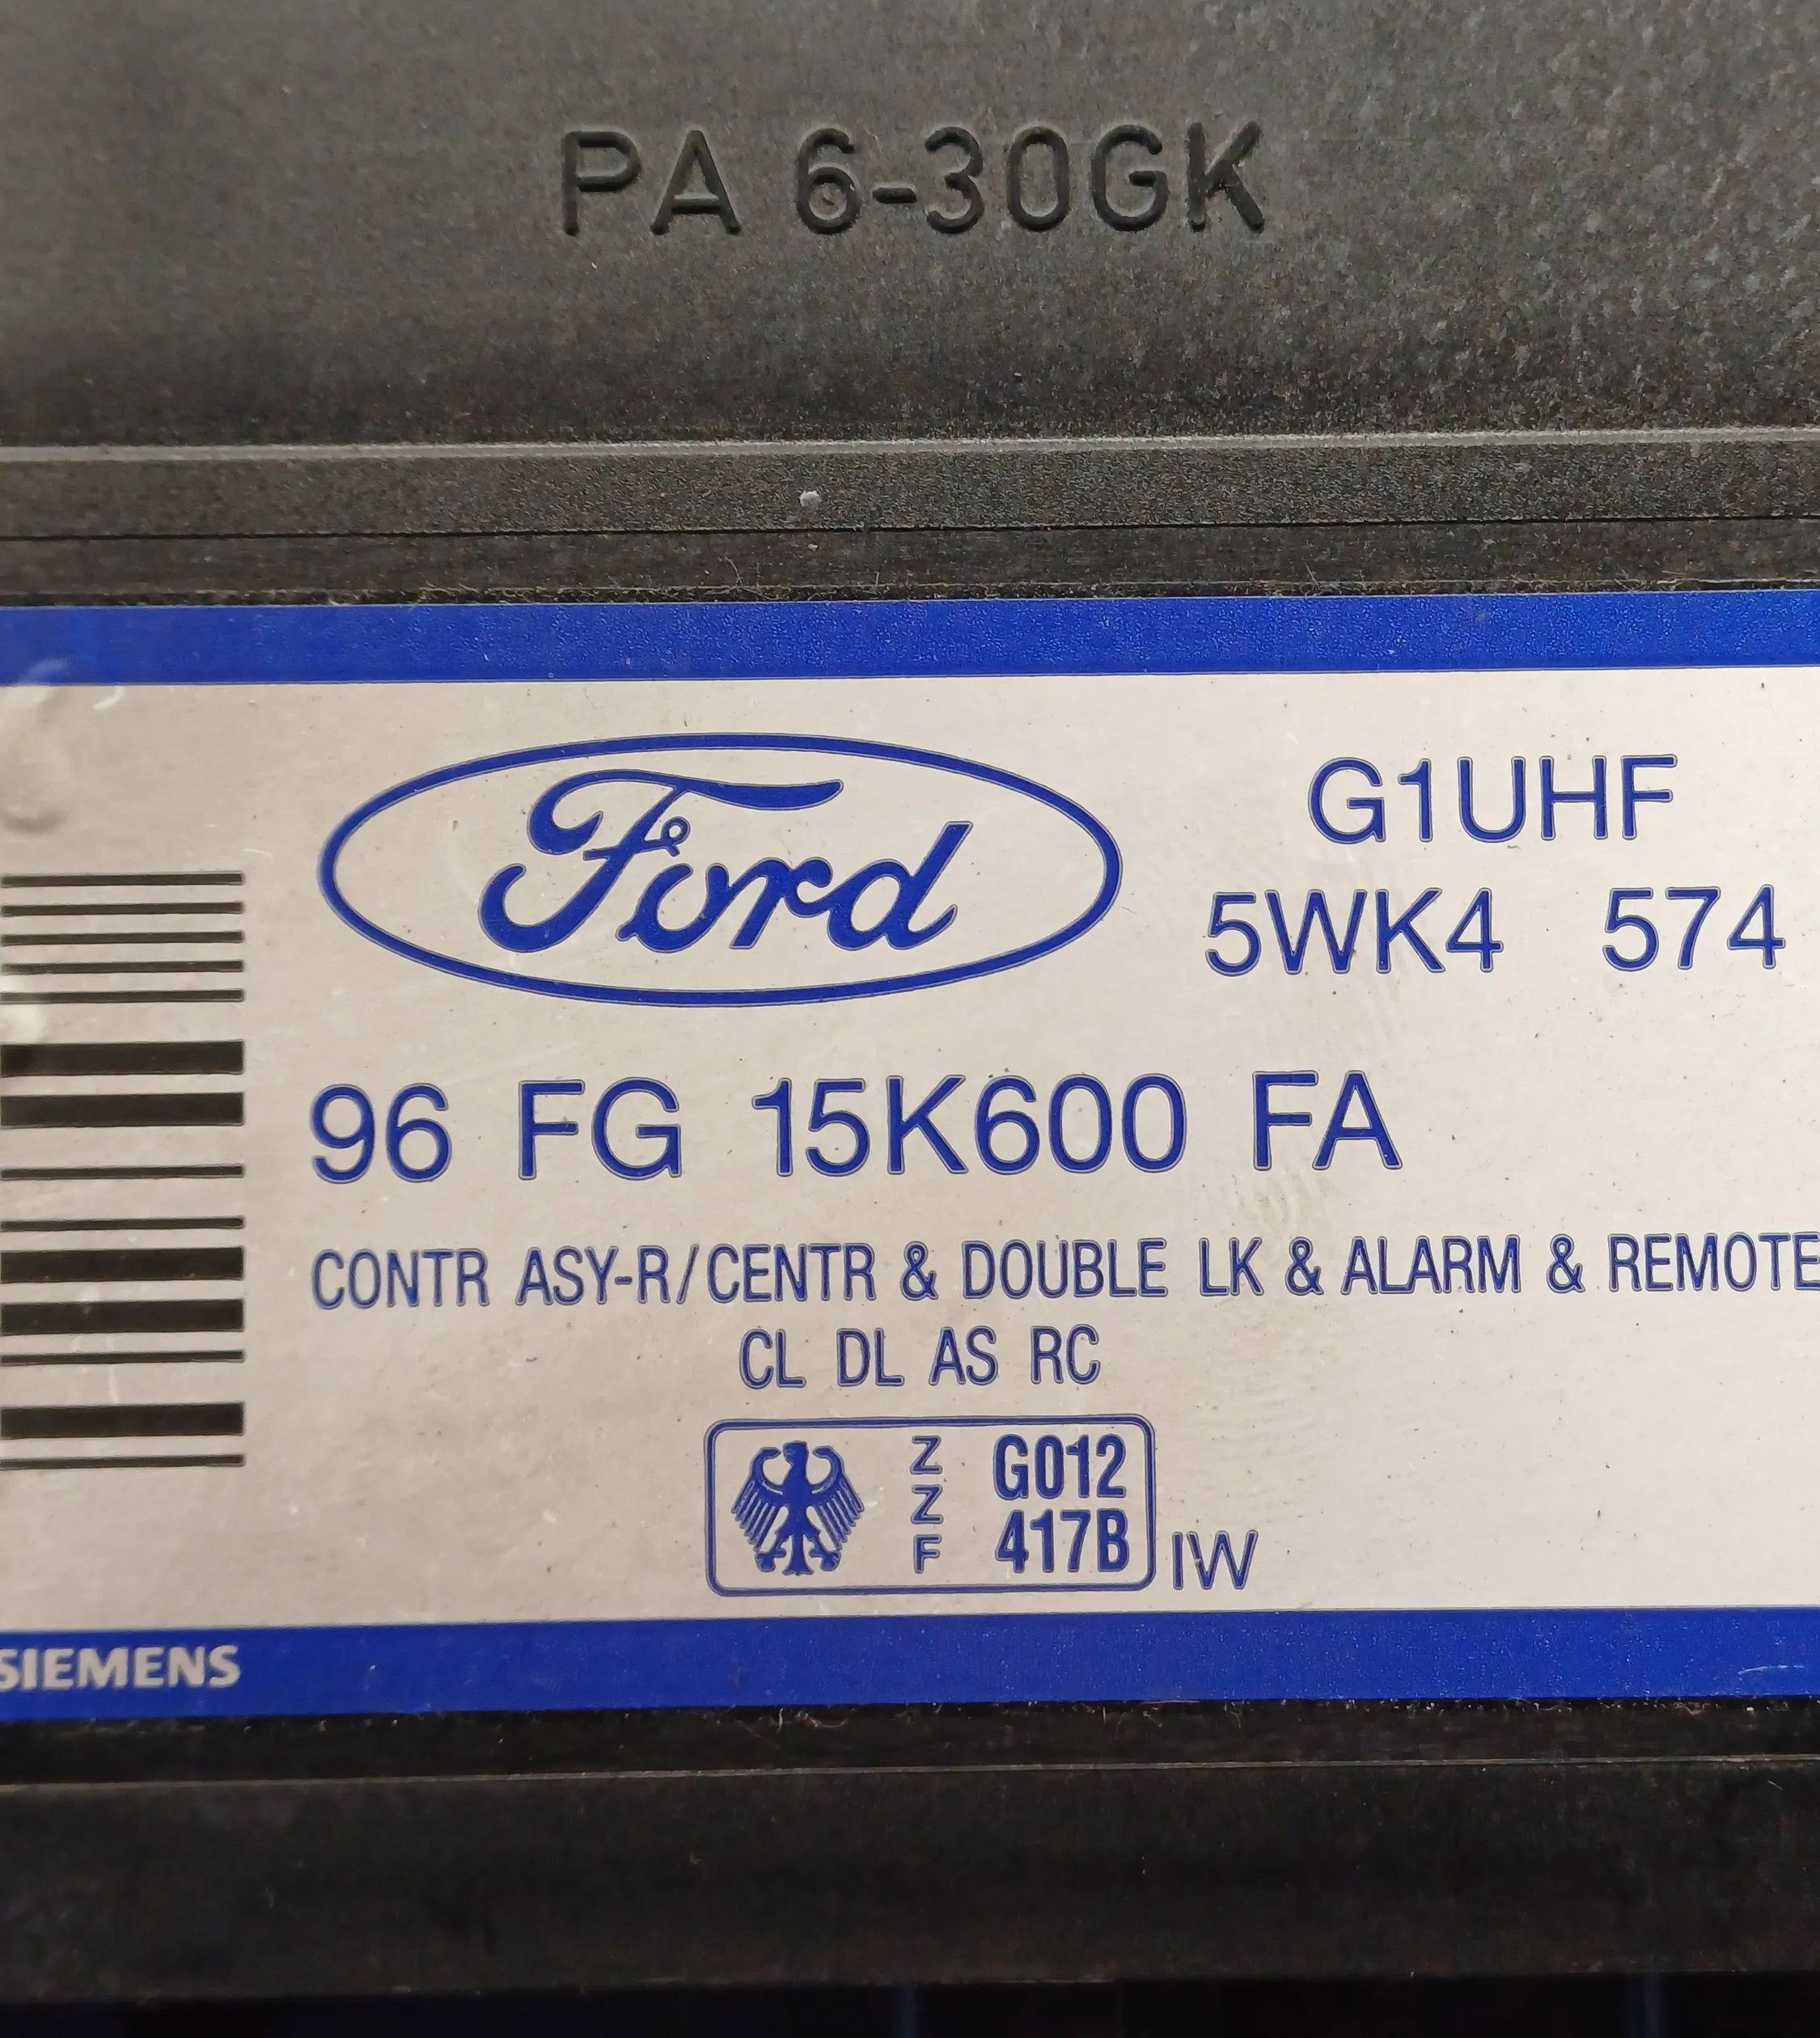 PA 6-30GK
Ford
G1UHF
5WK4 574
96 FG 15K600 FA
CONTR ASY-R/CENTR & DOUBLE LK & ALARM & REMOTE
CL DL AS RC
ZZF
G012
417B
IW
SIEMENS